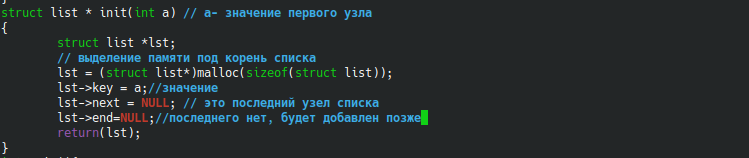 struct list * init(int a) // а- значение первого узла
{
struct list *lst;
// выделение памяти под корень списка
lst = (struct list*)malloc(sizeof(struct list));
lst->key = a;//значение
lst->next = NULL; // это последний узел списка
lst->end=NULL;//последнего нет, будет добавлен позже
return(lst);
}